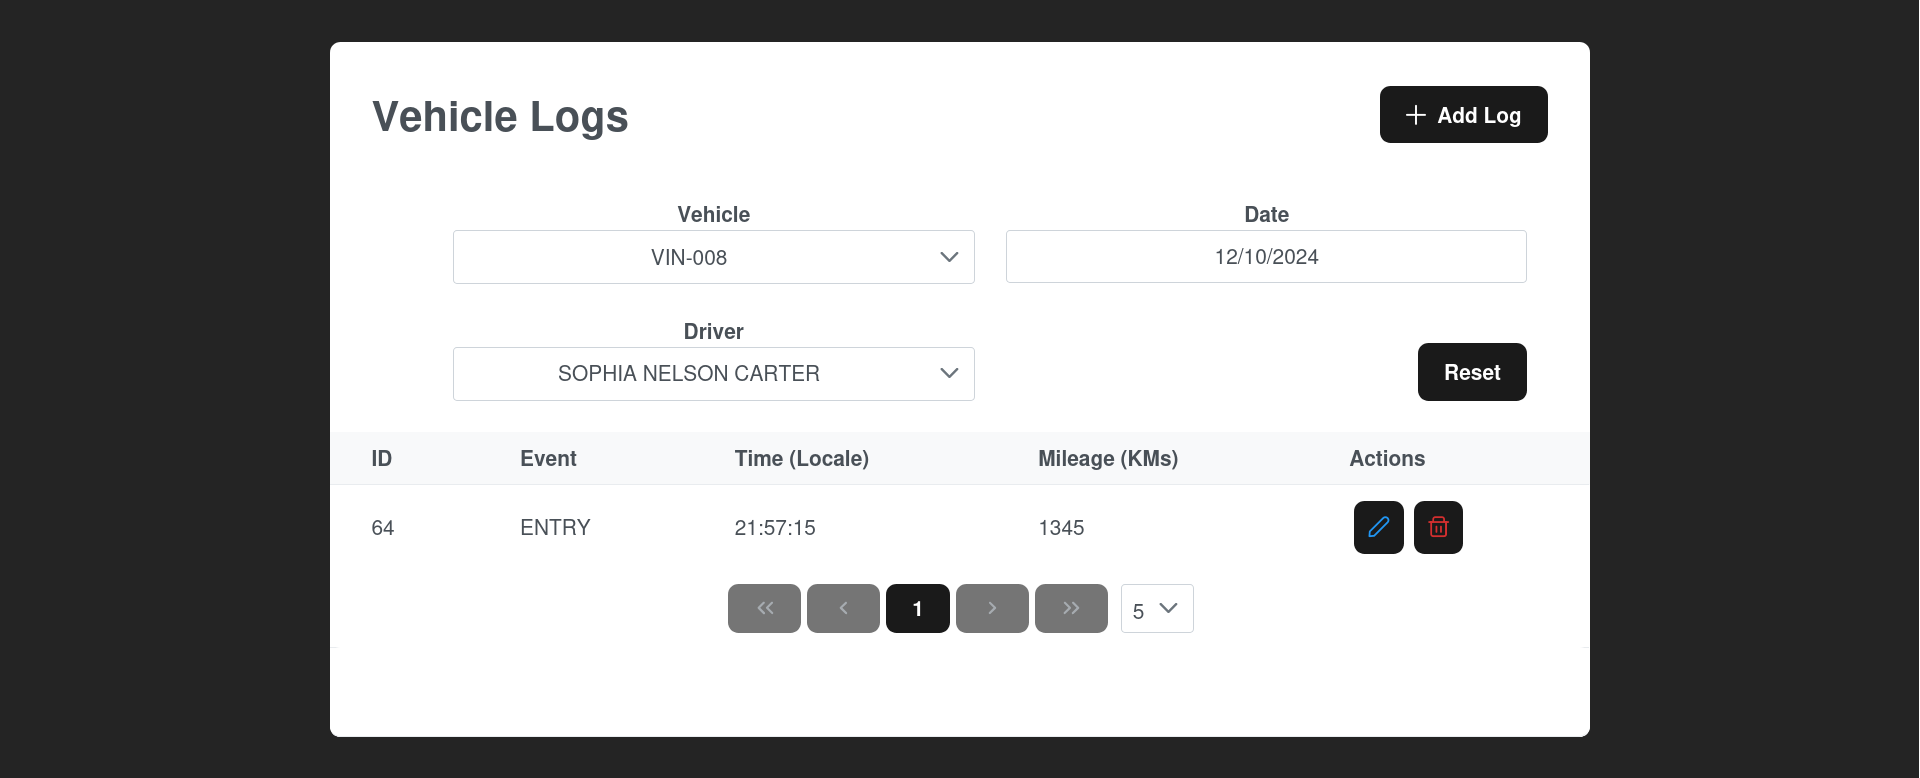 Vehicle Logs
Add Log
Vehicle
Date
VIN-008
12/10/2024
Driver
SOPHIA NELSON CARTER
Reset
ID Event Time (Locale) Mileage (KMs) Actions
64 ENTRY 21:57:15 1345
1
5